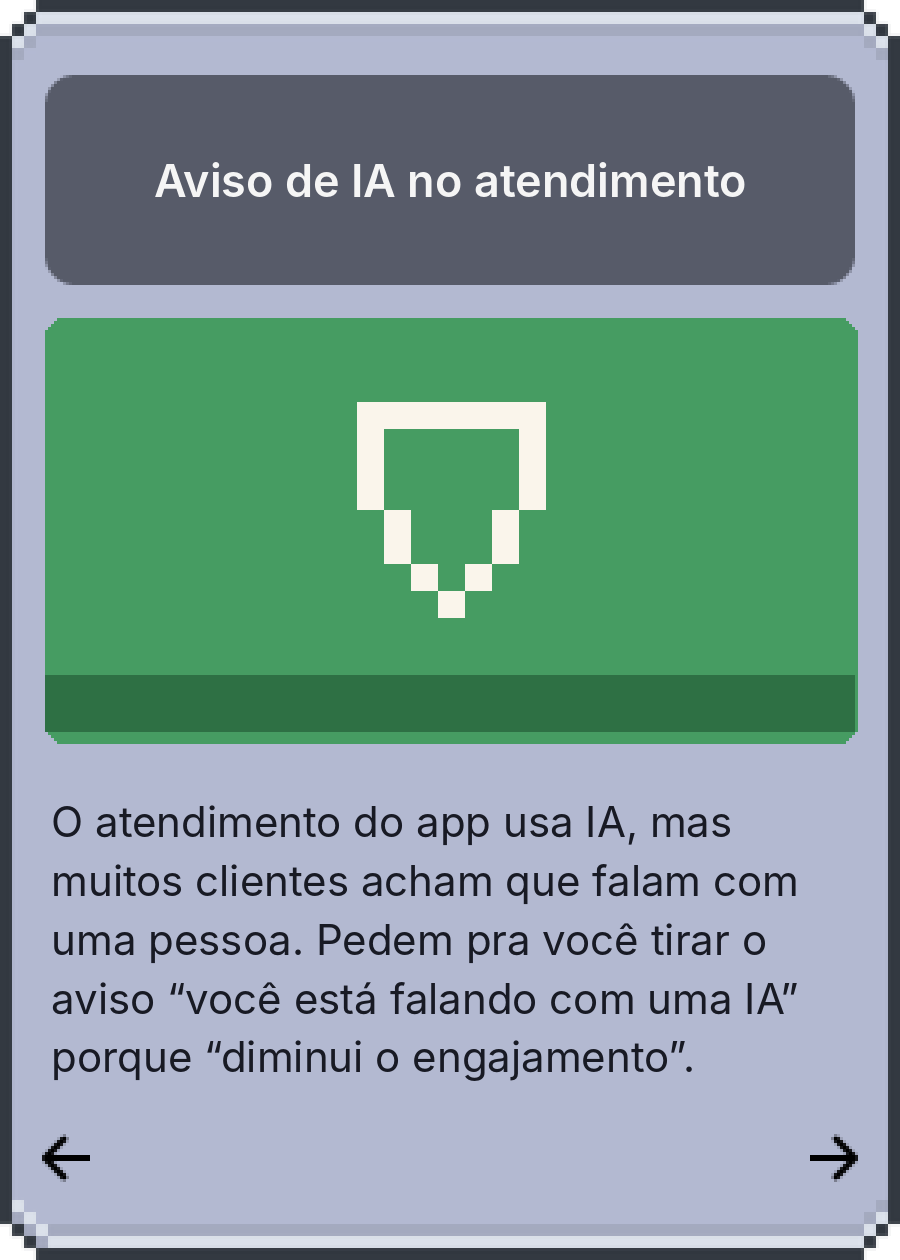 Aviso de IA no atendimento
O atendimento do app usa IA, mas
muitos clientes acham que falam com
uma pessoa. Pedem pra você tirar o
aviso “você está falando com uma IA”
porque “diminui o engajamento”.